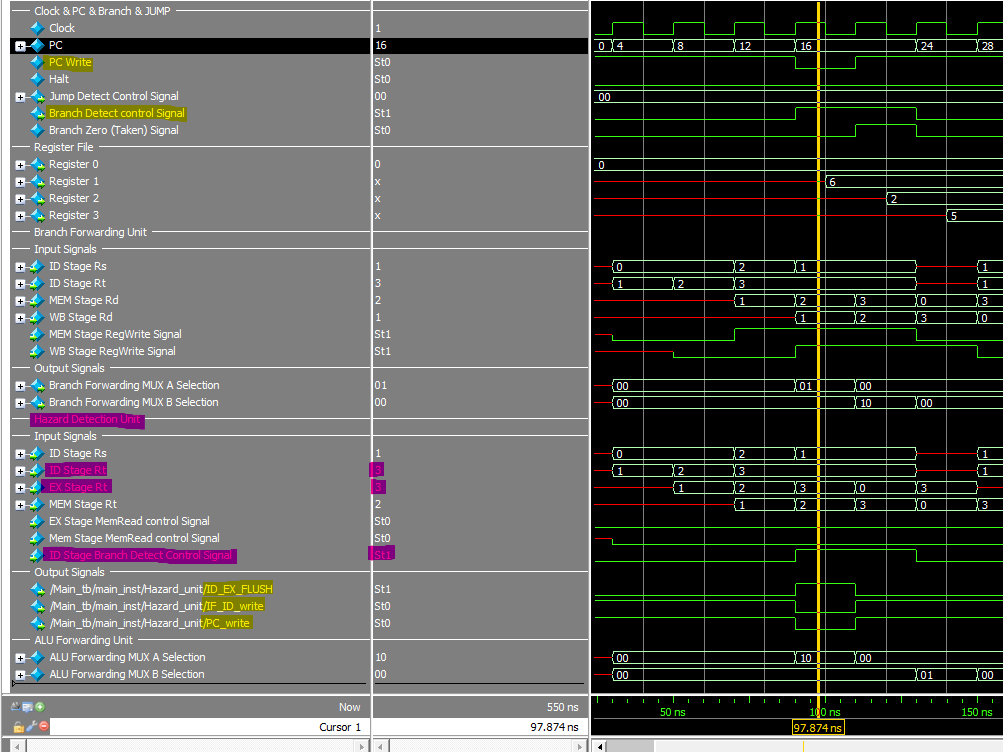 Clock & PC & Branch & JUMP
Clock 1
PC 16 0 4 8 12 16 24 28
PC Write St0
Halt St0
Jump Detect Control Signal 00 00
Branch Detect control Signal St1
Branch Zero (Taken) Signal St0
Register File
Register 0 0 0
Register 1 x 6
Register 2 x 2
Register 3 x 5
Branch Forwarding Unit
Input Signals
ID Stage Rs 1 0 2 1 1
ID Stage Rt 3 1 2 3 1
MEM Stage Rd 2 1 2 3 0 3
WB Stage Rd 1 1 2 3 0
MEM Stage RegWrite Signal St1
WB Stage RegWrite Signal St1
Output Signals
Branch Forwarding MUX A Selection 01 00 01 00
Branch Forwarding MUX B Selection 00 00 10 00
Hazard Detection Unit
Input Signals
ID Stage Rs 1 0 2 1 1
ID Stage Rt 3 1 2 3 1
EX Stage Rt 3 1 2 3 0 3
MEM Stage Rt 2 1 2 3 0 3
EX Stage MemRead control Signal St0
Mem Stage MemRead control Signal St0
ID Stage Branch Detect Control Signal St1
Output Signals
/Main_tb/main_inst/Hazard_unit/ID_EX_FLUSH St1
/Main_tb/main_inst/Hazard_unit/IF_ID_write St0
/Main_tb/main_inst/Hazard_unit/PC_write St0
ALU Forwarding Unit
ALU Forwarding MUX A Selection 10 00 10 00
ALU Forwarding MUX B Selection 00 00 01 00
Now 550 ns 50 ns 100 ns 150 ns
Cursor 1 97.874 ns 97.874 ns